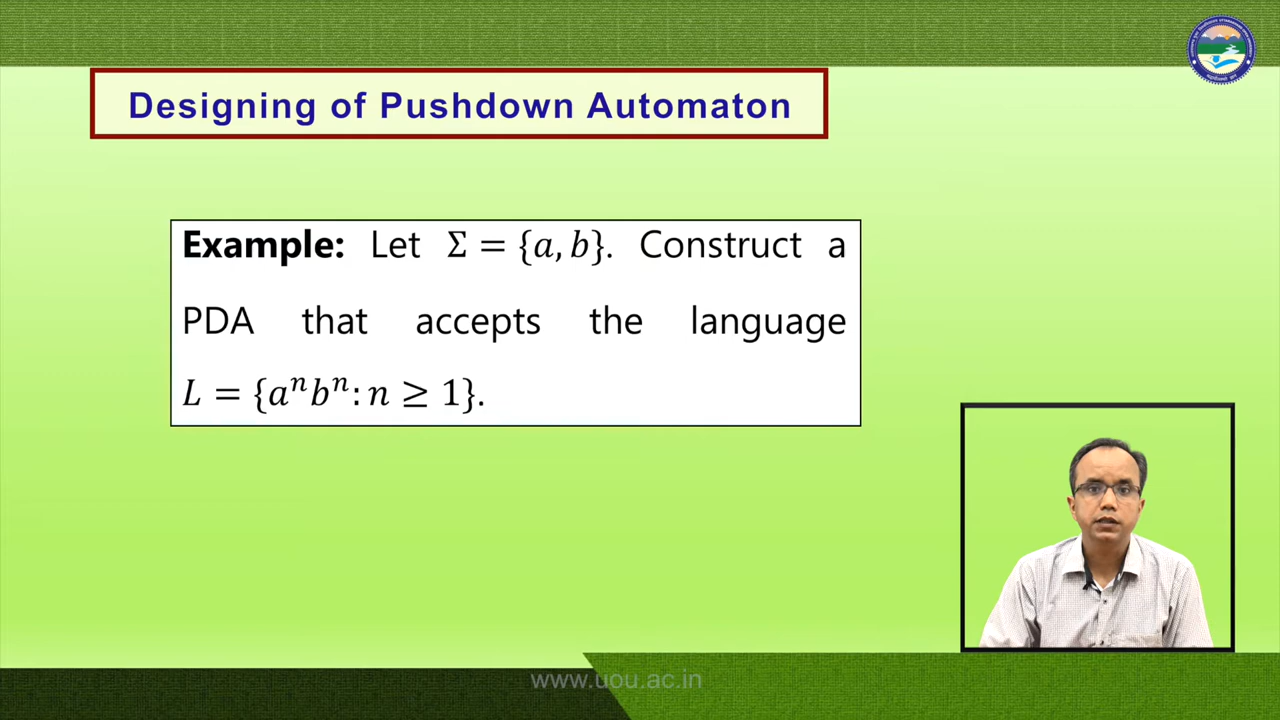 Designing of Pushdown Automaton
Example: Let Σ = {a, b}. Construct a
PDA that accepts the language
L = {aⁿbⁿ: n ≥ 1}.
www.uou.ac.in